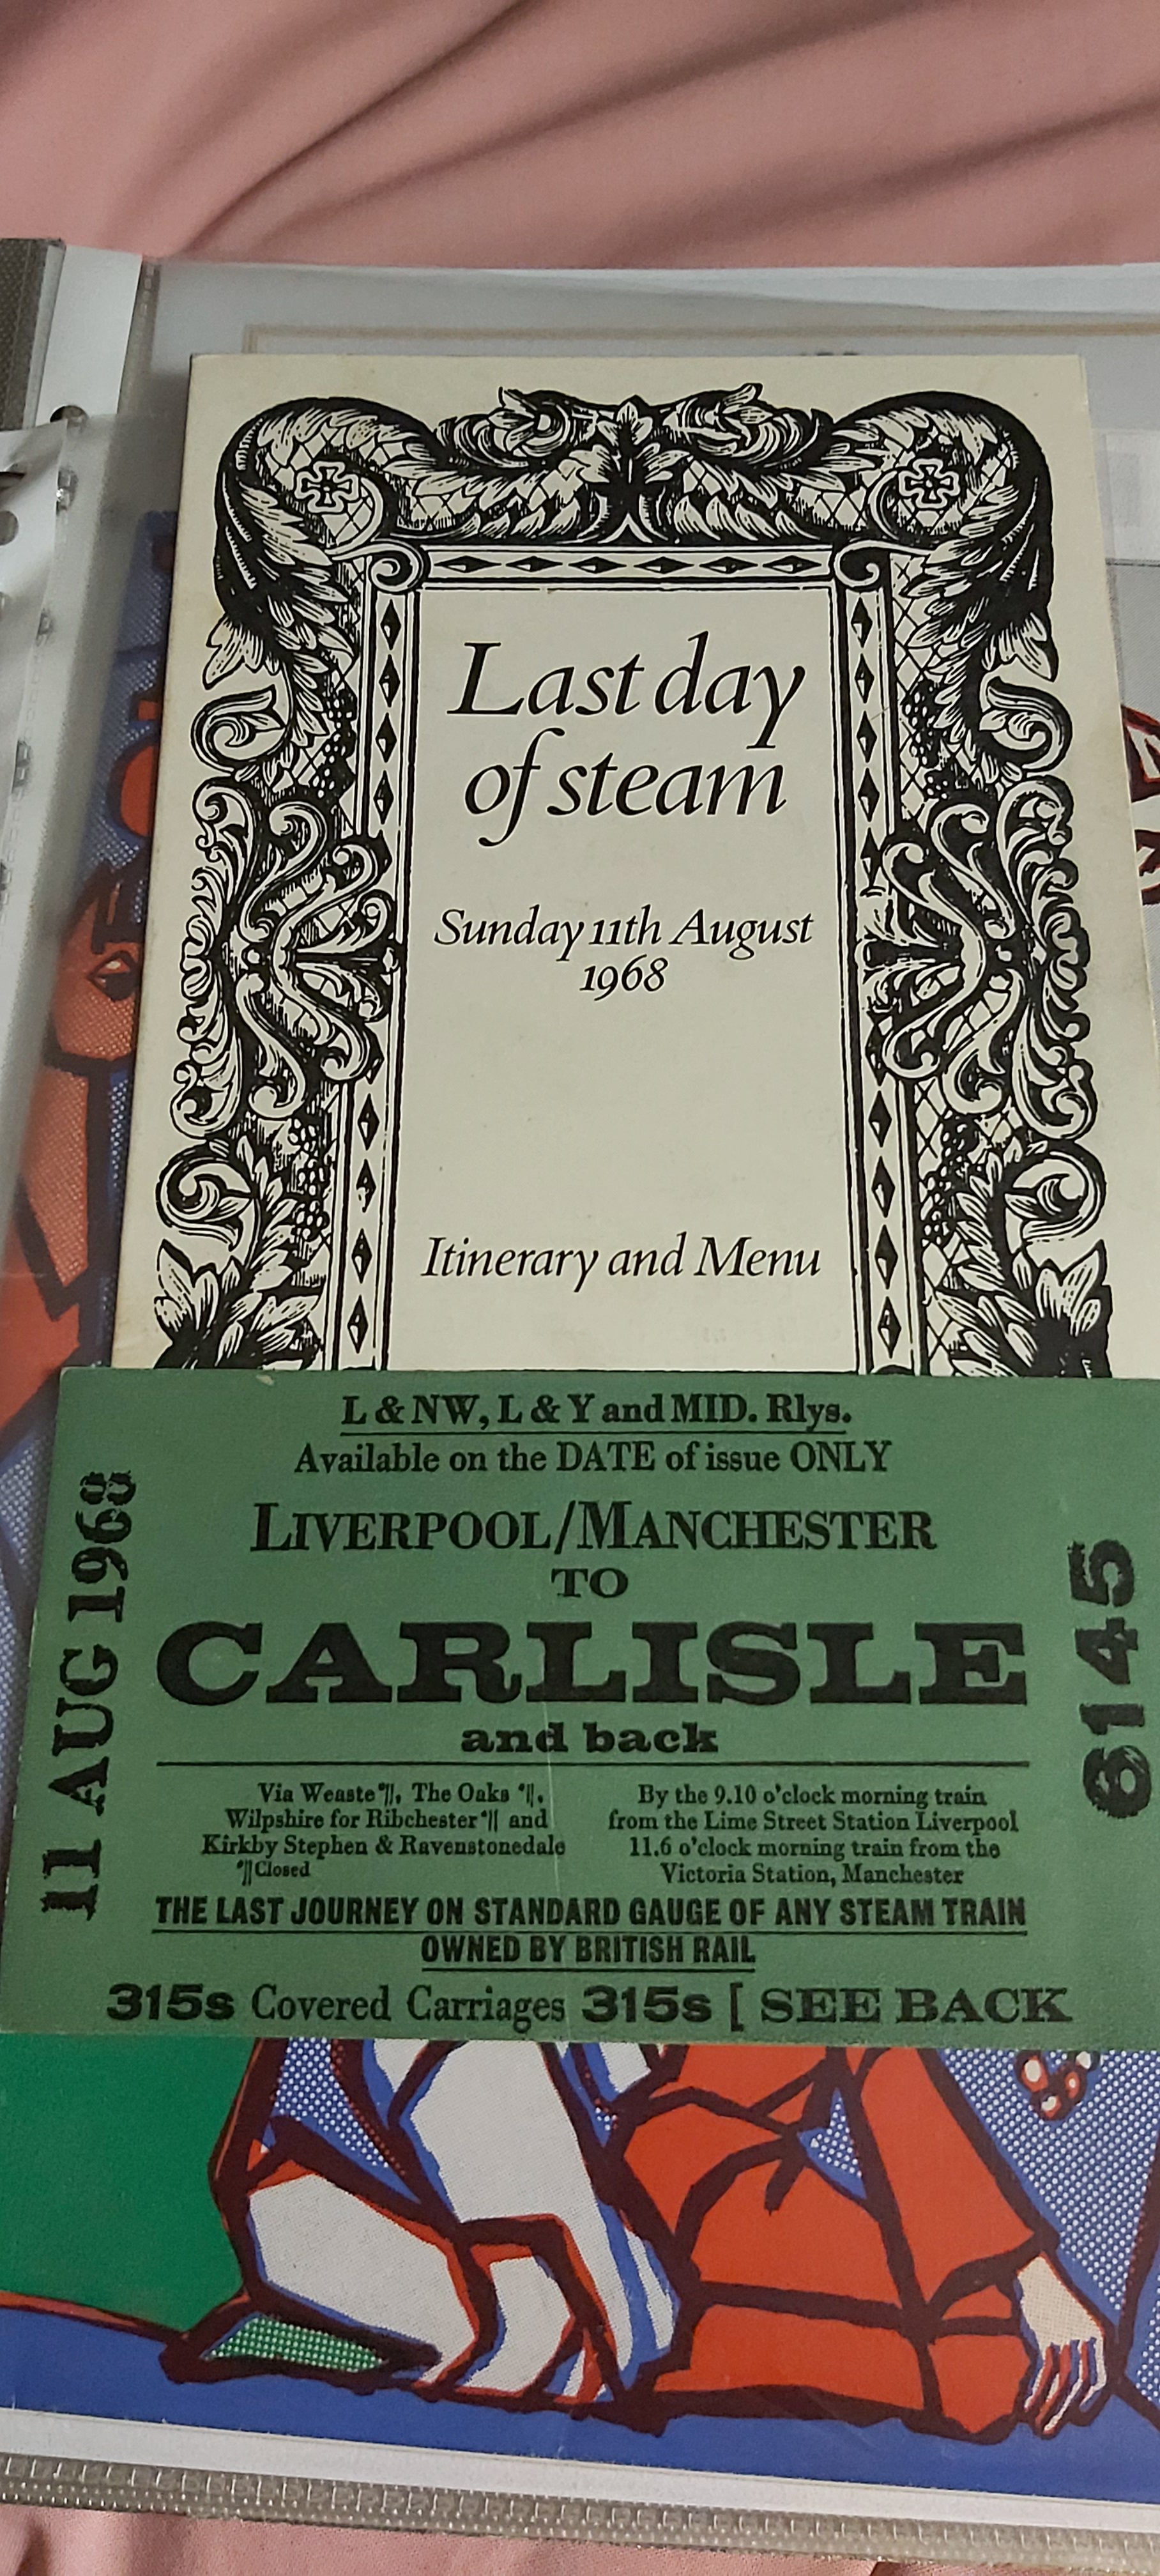 Last day
of steam
Sunday 11th August
1968
Itinerary and Menu
L & NW, L & Y and MID. Rlys.
Available on the DATE of issue ONLY
LIVERPOOL/MANCHESTER
TO
CARLISLE
and back
Via Weaste*¶, The Oaks *¶,
Wilpshire for Ribchester*¶ and
Kirkby Stephen & Ravenstonedale
*¶Closed
By the 9.10 o'clock morning train
from the Lime Street Station Liverpool
11.6 o'clock morning train from the
Victoria Station, Manchester
THE LAST JOURNEY ON STANDARD GAUGE OF ANY STEAM TRAIN
OWNED BY BRITISH RAIL
315s Covered Carriages 315s [ SEE BACK
11 AUG 1968
6145